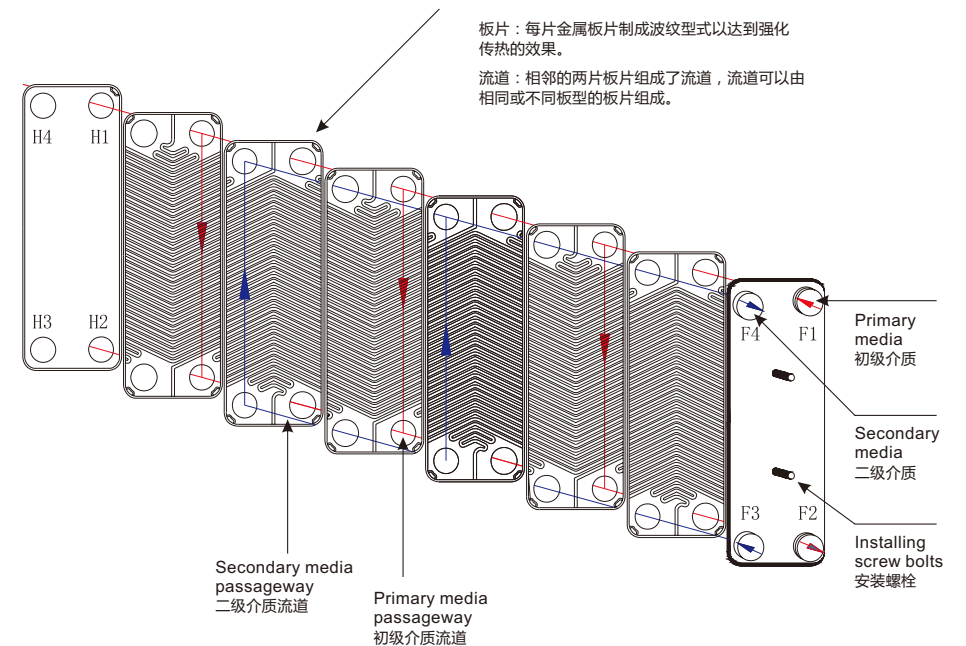 板片：每片金属板片制成波纹型式以达到强化
传热的效果。
流道：相邻的两片板片组成了流道，流道可以由
相同或不同板型的板片组成。
H4 H1
H3 H2
F4 F1
F3 F2
Primary
media
初级介质
Secondary
media
二级介质
Installing
screw bolts
安装螺栓
Secondary media
passageway
二级介质流道
Primary media
passageway
初级介质流道